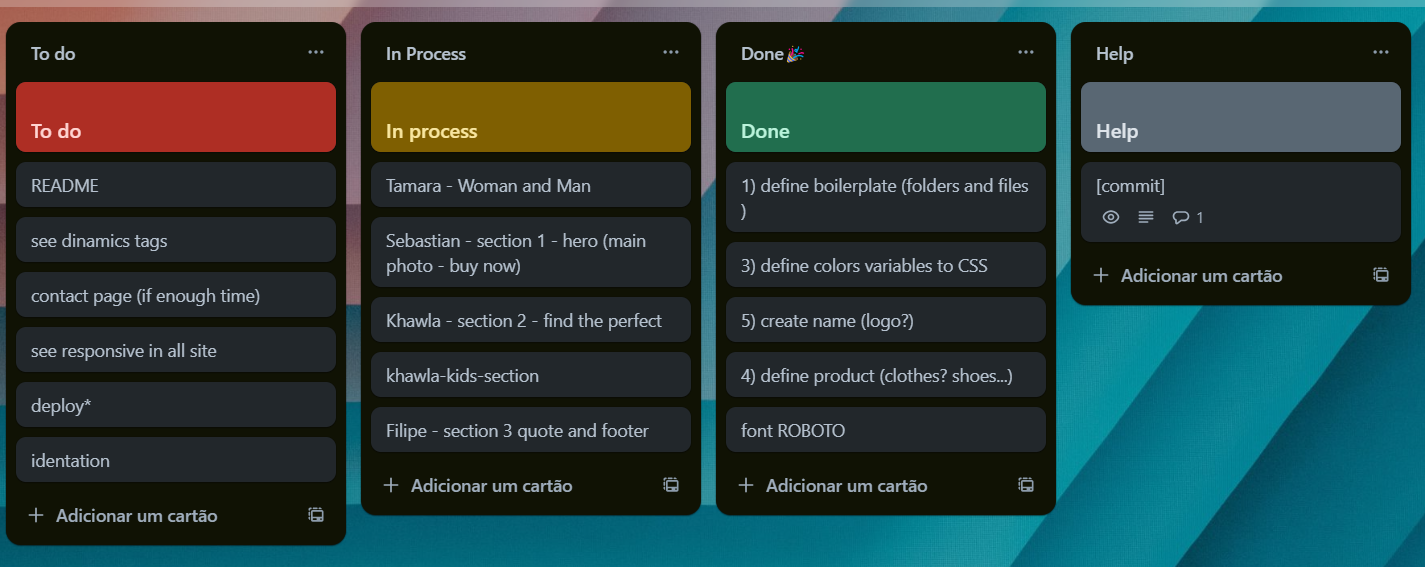 To do
To do
README
see dinamics tags
contact page (if enough time)
see responsive in all site
deploy*
identation
Adicionar um cartão
In Process
In process
Tamara - Woman and Man
Sebastian - section 1 - hero (main
photo - buy now)
Khawla - section 2 - find the perfect
khawla-kids-section
Filipe - section 3 quote and footer
Adicionar um cartão
Done🎉
Done
1) define boilerplate (folders and files
)
3) define colors variables to CSS
5) create name (logo?)
4) define product (clothes? shoes...)
font ROBOTO
Adicionar um cartão
Help
Help
[commit]
1
Adicionar um cartão